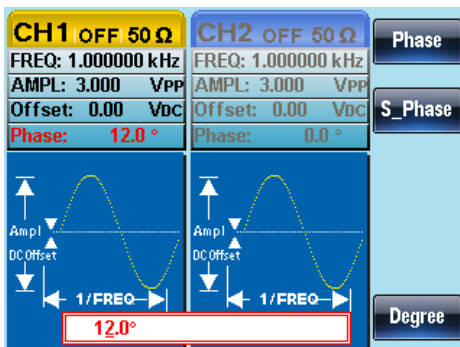 CH1 OFF 50 Ω
FREQ: 1.000000 kHz
AMPL: 3.000 VPP
Offset: 0.00 VDC
Phase: 12.0 °
CH2 OFF 50 Ω
FREQ: 1.000000 kHz
AMPL: 3.000 VPP
Offset: 0.00 VDC
Phase: 0.0 °
Phase
S_Phase
Ampl
DC Offset
1/FREQ
Ampl
DC Offset
1/FREQ
12.0°
Degree